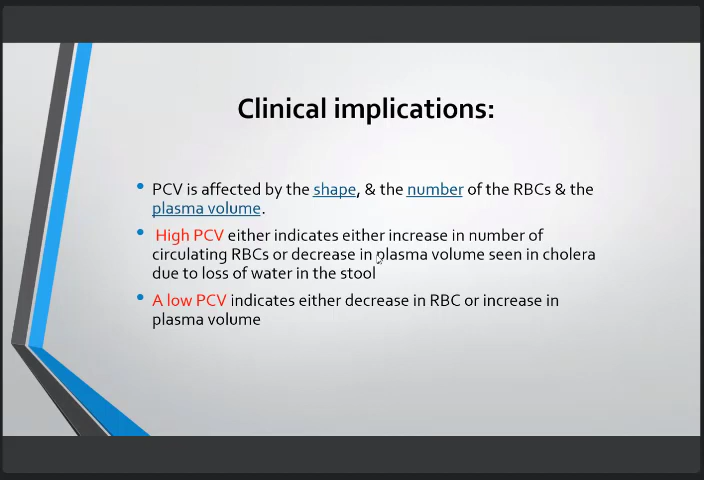 Clinical implications:
• PCV is affected by the shape, & the number of the RBCs & the
plasma volume.
• High PCV either indicates either increase in number of
circulating RBCs or decrease in plasma volume seen in cholera
due to loss of water in the stool
• A low PCV indicates either decrease in RBC or increase in
plasma volume